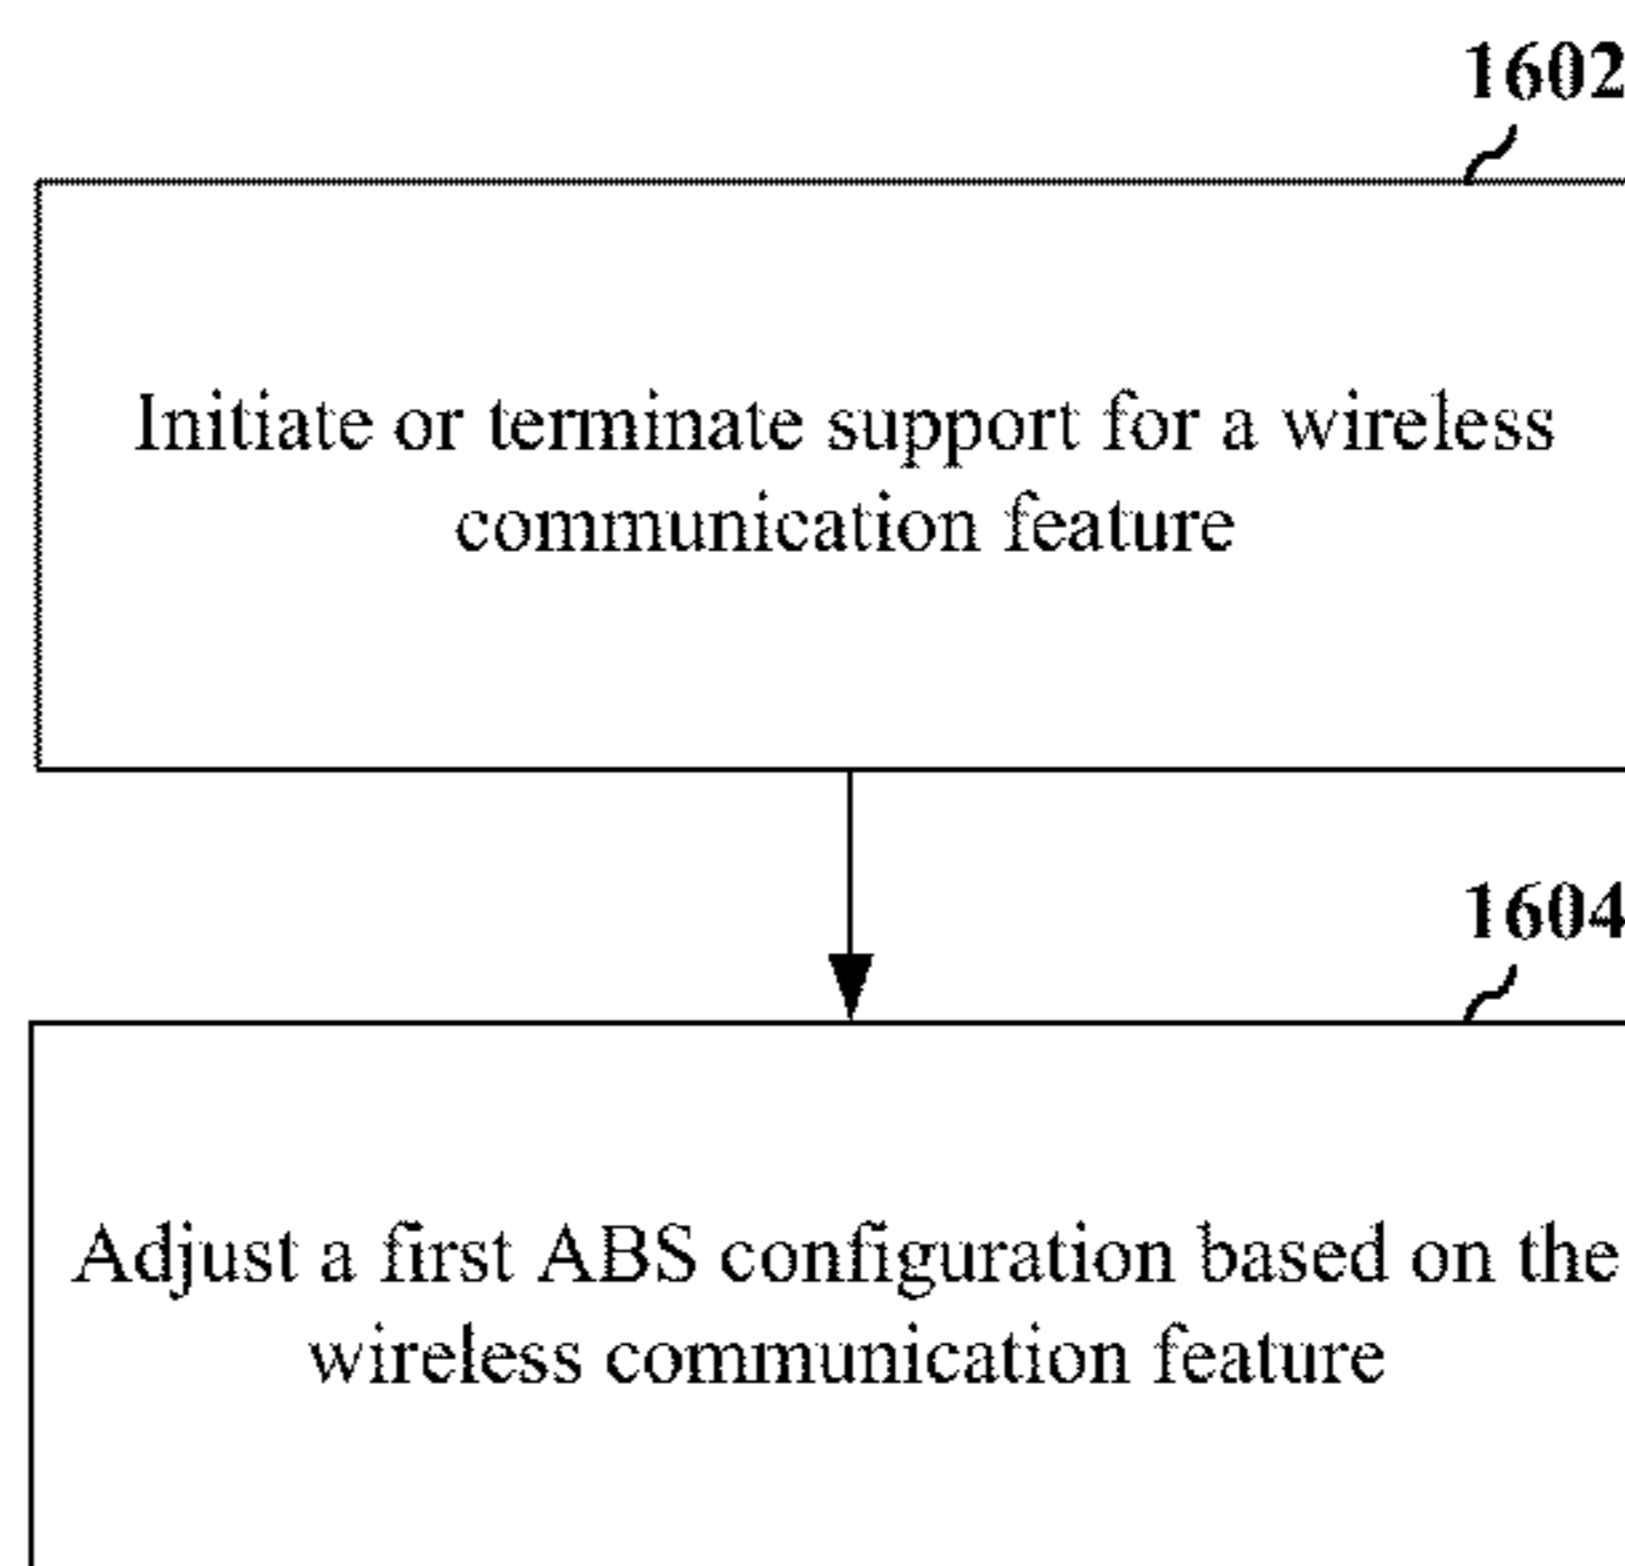 1602
Initiate or terminate support for a wireless
communication feature
1604
Adjust a first ABS configuration based on the
wireless communication feature